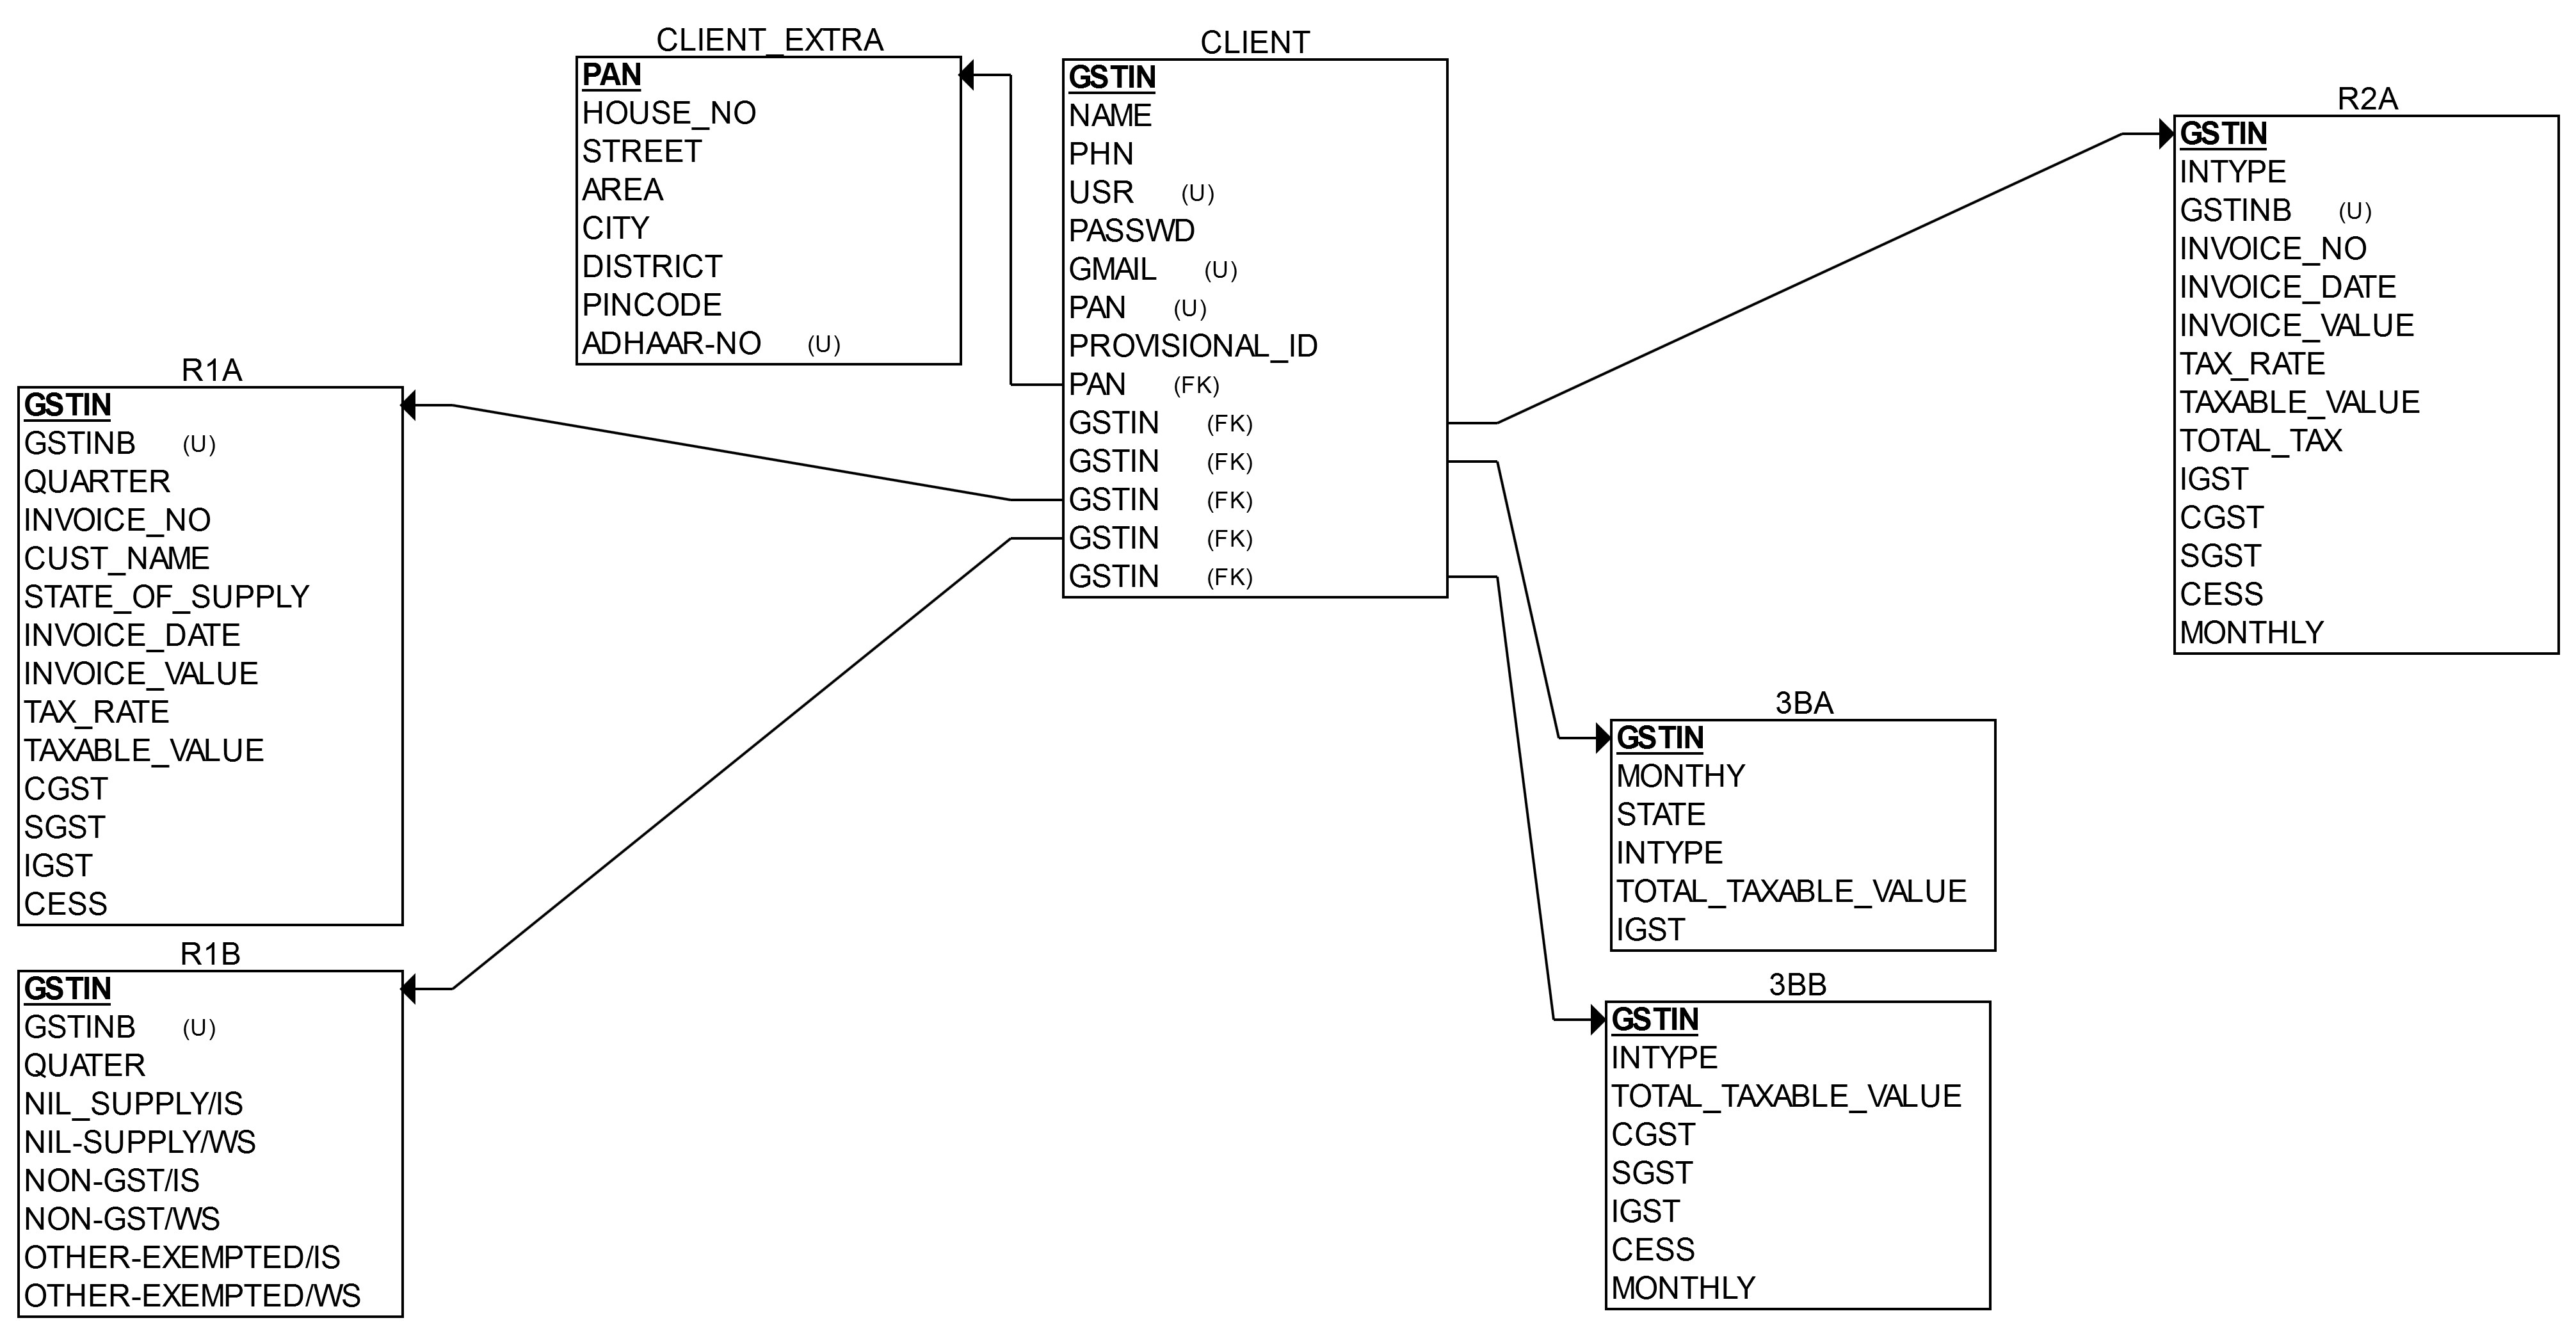 CLIENT_EXTRA
PAN
HOUSE_NO
STREET
AREA
CITY
DISTRICT
PINCODE
ADHAAR-NO (U)
CLIENT
GSTIN
NAME
PHN
USR (U)
PASSWD
GMAIL (U)
PAN (U)
PROVISIONAL_ID
PAN (FK)
GSTIN (FK)
GSTIN (FK)
GSTIN (FK)
GSTIN (FK)
GSTIN (FK)
R2A
GSTIN
INTYPE
GSTINB (U)
INVOICE_NO
INVOICE_DATE
INVOICE_VALUE
TAX_RATE
TAXABLE_VALUE
TOTAL_TAX
IGST
CGST
SGST
CESS
MONTHLY
R1A
GSTIN
GSTINB (U)
QUARTER
INVOICE_NO
CUST_NAME
STATE_OF_SUPPLY
INVOICE_DATE
INVOICE_VALUE
TAX_RATE
TAXABLE_VALUE
CGST
SGST
IGST
CESS
R1B
GSTIN
GSTINB (U)
QUATER
NIL_SUPPLY/IS
NIL-SUPPLY/WS
NON-GST/IS
NON-GST/WS
OTHER-EXEMPTED/IS
OTHER-EXEMPTED/WS
3BA
GSTIN
MONTHY
STATE
INTYPE
TOTAL_TAXABLE_VALUE
IGST
3BB
GSTIN
INTYPE
TOTAL_TAXABLE_VALUE
CGST
SGST
IGST
CESS
MONTHLY